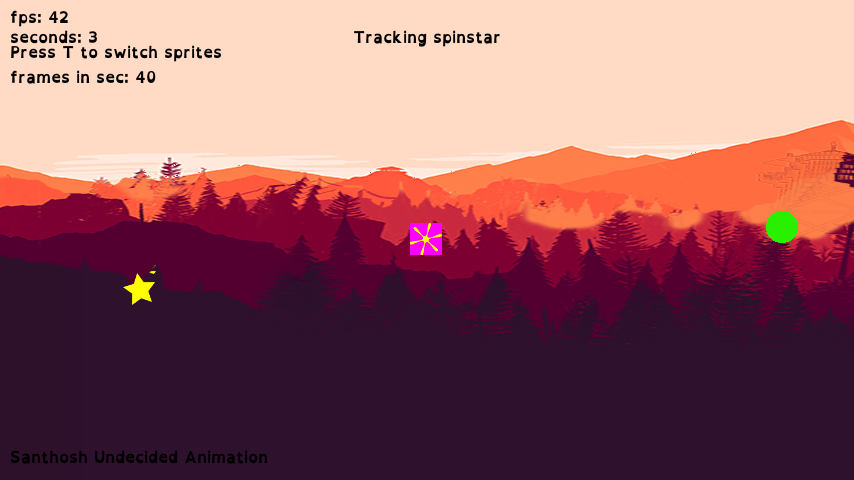 fps: 42
seconds: 3
Press T to switch sprites
frames in sec: 40
Tracking spinstar
Santhosh Undecided Animation